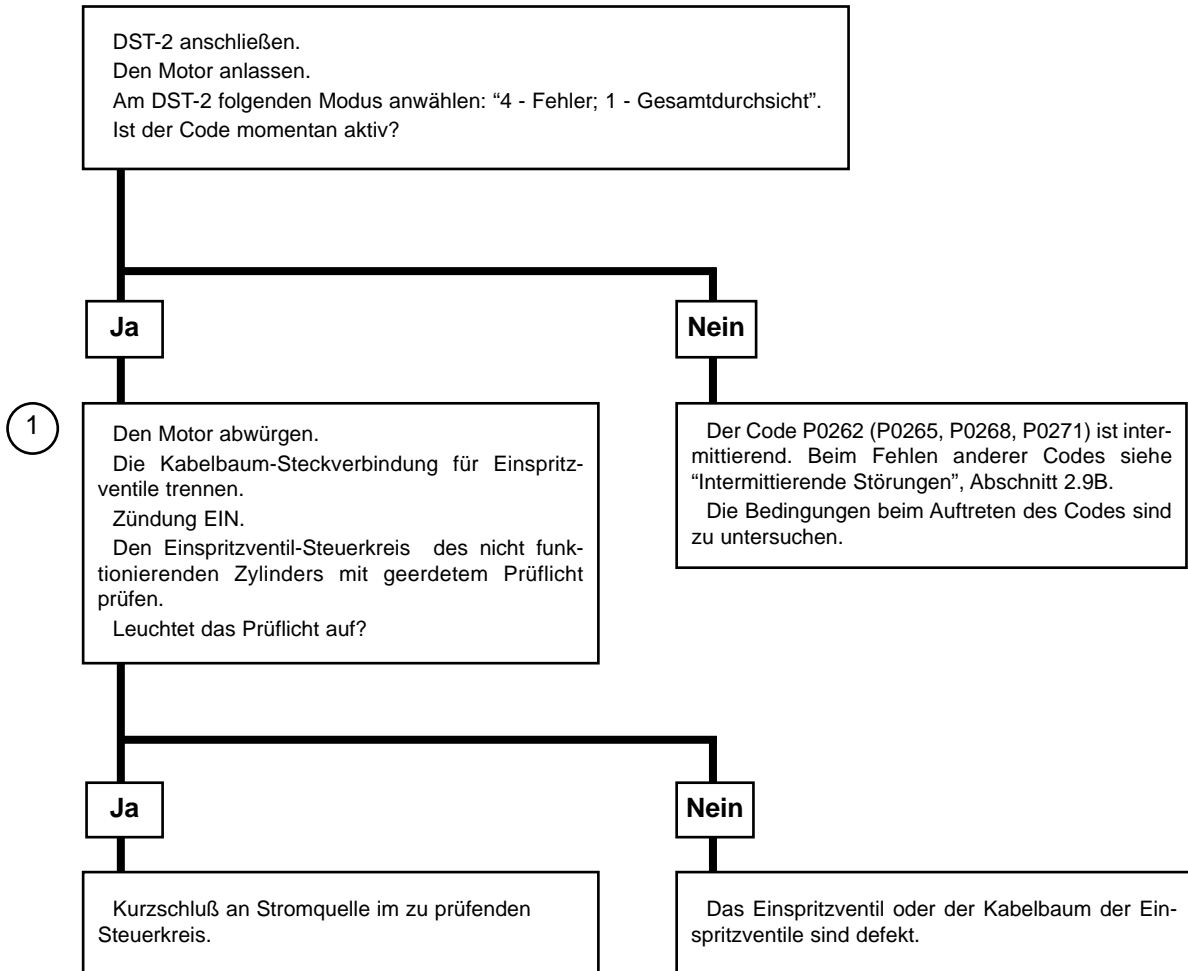 DST-2 anschließen.
Den Motor anlassen.
Am DST-2 folgenden Modus anwählen: “4 - Fehler; 1 - Gesamtdurchsicht”.
Ist der Code momentan aktiv?
Ja
Nein
1
Den Motor abwürgen.
Die Kabelbaum-Steckverbindung für Einspritz-
ventile trennen.
Zündung EIN.
Den Einspritzventil-Steuerkreis des nicht funk-
tionierenden Zylinders mit geerdetem Prüflicht
prüfen.
Leuchtet das Prüflicht auf?
Der Code P0262 (P0265, P0268, P0271) ist inter-
mittierend. Beim Fehlen anderer Codes siehe
“Intermittierende Störungen”, Abschnitt 2.9B.
Die Bedingungen beim Auftreten des Codes sind
zu untersuchen.
Ja
Nein
Kurzschluß an Stromquelle im zu prüfenden
Steuerkreis.
Das Einspritzventil oder der Kabelbaum der Ein-
spritzventile sind defekt.